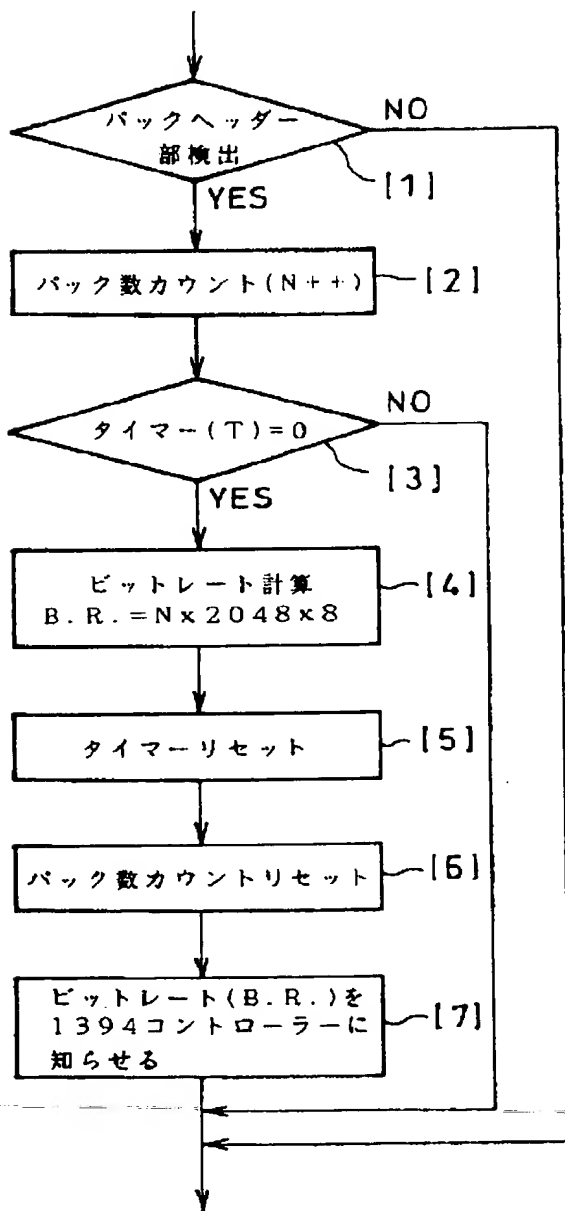 パックヘッダー
部検出
NO
[1]
YES
パック数カウント(N++)
[2]
タイマー(T)=0
NO
[3]
YES
ビットレート計算
B.R.=N×2048×8
[4]
タイマーリセット
[5]
パック数カウントリセット
[6]
ビットレート(B.R.)を
1394コントローラーに
知らせる
[7]